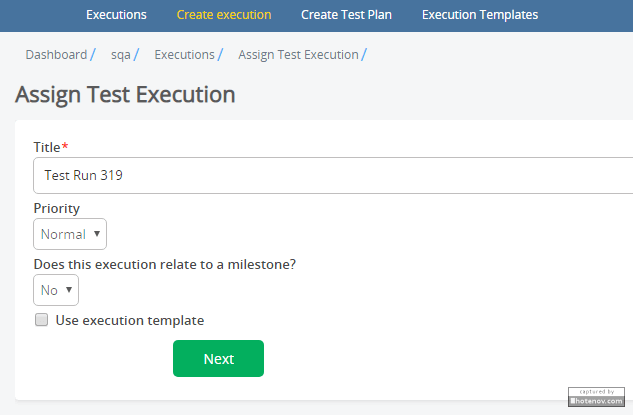 Executions Create execution Create Test Plan Execution Templates
Dashboard / sqa / Executions / Assign Test Execution /
Assign Test Execution
Title*
Test Run 319
Priority
Normal ▼
Does this execution relate to a milestone?
No ▼
Use execution template
Next
captured by
hotenov.com